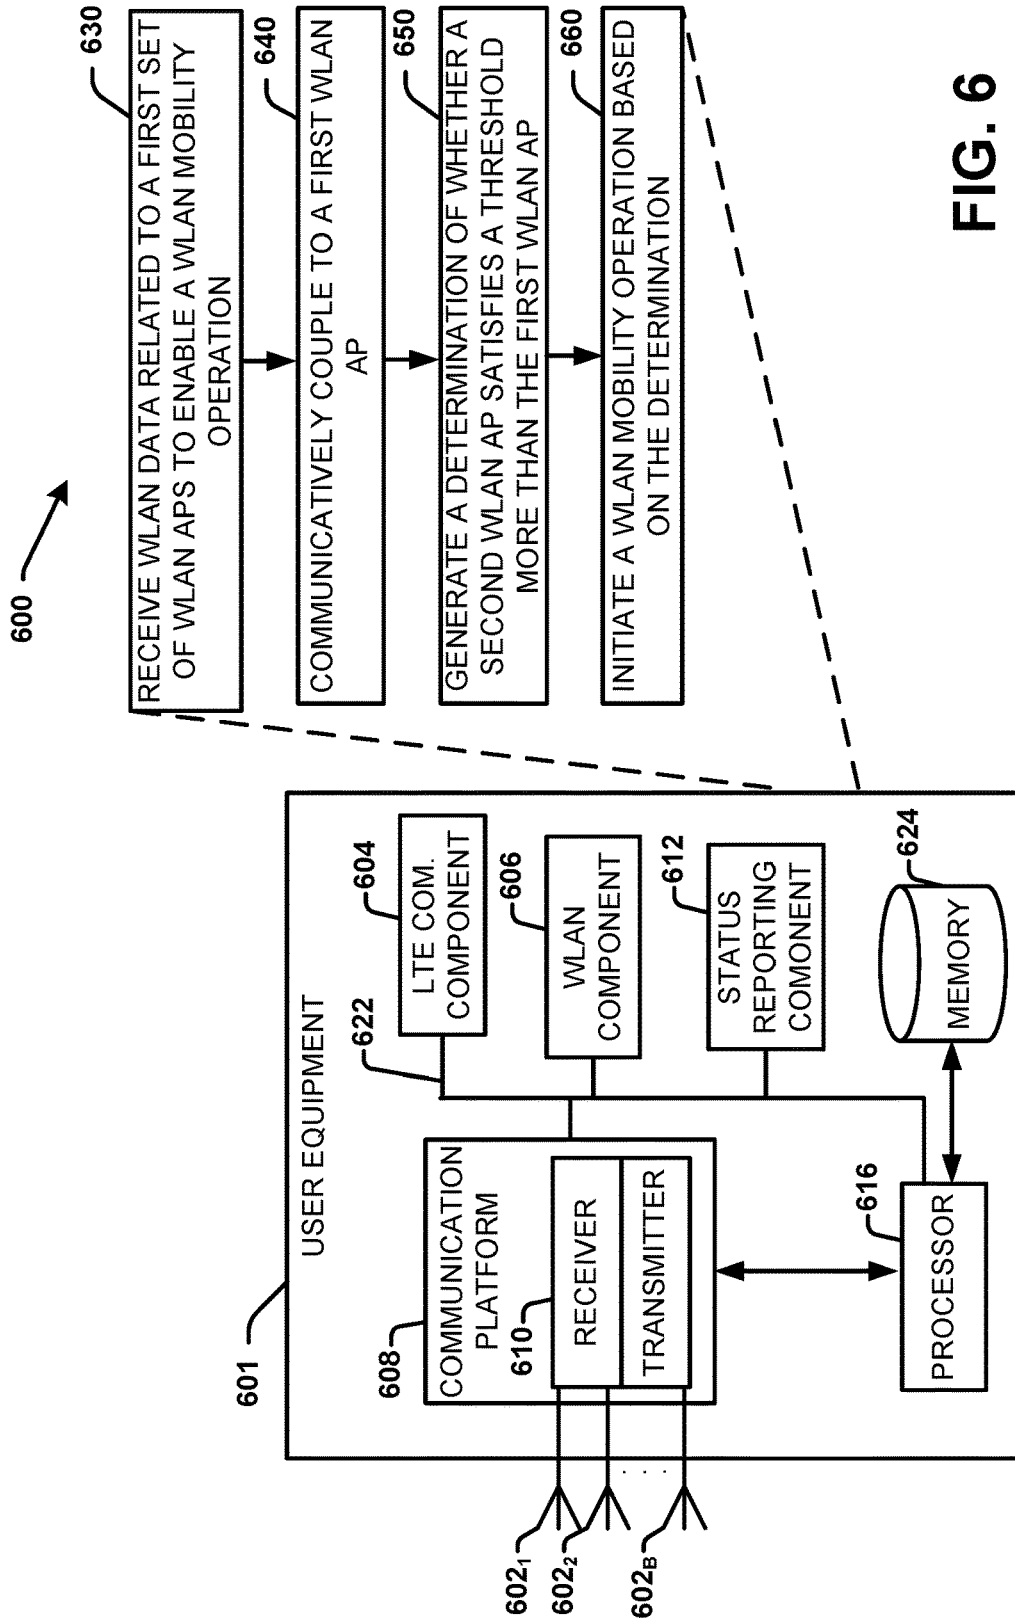 600
RECEIVE WLAN DATA RELATED TO A FIRST SET
OF WLAN APS TO ENABLE A WLAN MOBILITY
OPERATION
630
COMMUNICATIVELY COUPLE TO A FIRST WLAN
AP
640
GENERATE A DETERMINATION OF WHETHER A
SECOND WLAN AP SATISFIES A THRESHOLD
MORE THAN THE FIRST WLAN AP
650
INITIATE A WLAN MOBILITY OPERATION BASED
ON THE DETERMINATION
660
601
USER EQUIPMENT
622
LTE COM.
COMPONENT
604
WLAN
COMPONENT
606
STATUS
REPORTING
COMONENT
612
608
COMMUNICATION
PLATFORM
610
RECEIVER
TRANSMITTER
602₁
602₂
. . .
602B
PROCESSOR
616
MEMORY
624
FIG. 6